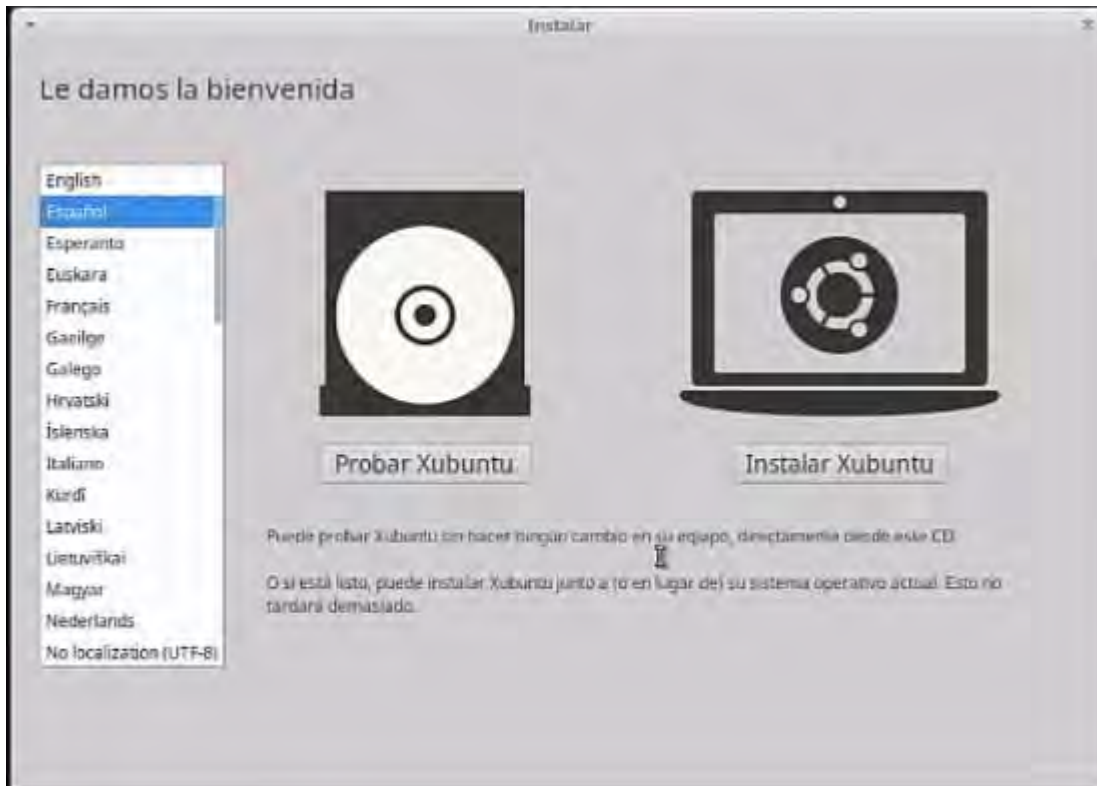 Instalar
Le damos la bienvenida
English
Español
Esperanto
Euskara
Français
Gaeilge
Galego
Hrvatski
Íslenska
Italiano
Kurdî
Latviski
Lietuviškai
Magyar
Nederlands
No localization (UTF-8)
Probar Xubuntu
Instalar Xubuntu
Puede probar Xubuntu sin hacer ningún cambio en su equipo, directamente desde este CD.
O si está listo, puede instalar Xubuntu junto a (o en lugar de) su sistema operativo actual. Esto no
tardará demasiado.